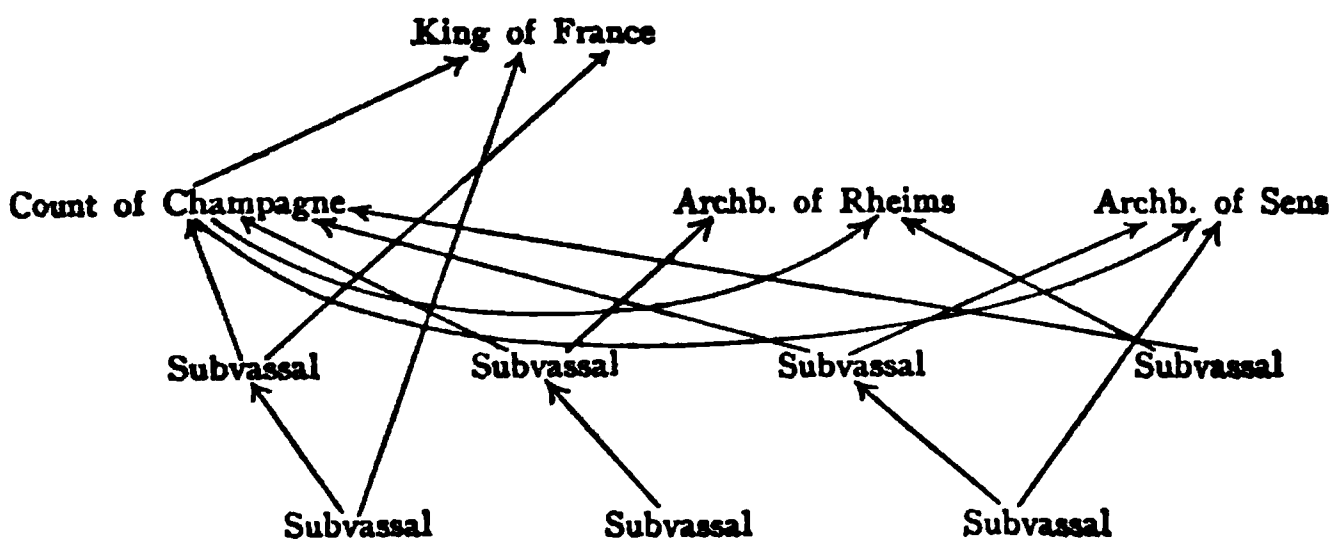 King of France
Count of Champagne Archb. of Rheims Archb. of Sens
Subvassal Subvassal Subvassal Subvassal
Subvassal Subvassal Subvassal